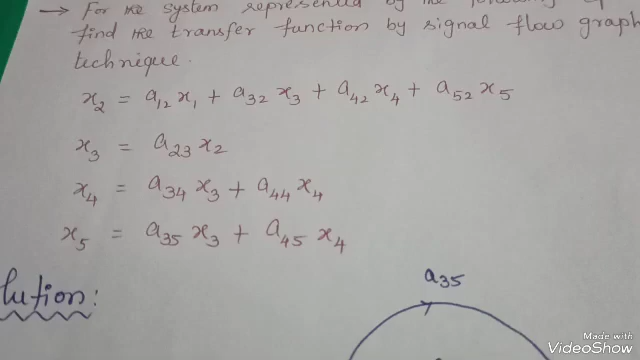 → For the system represented by the following
find the transfer function by signal flow graph
technique.
x₂ = a₁₂ x₁ + a₃₂ x₃ + a₄₂ x₄ + a₅₂ x₅
x₃ = a₂₃ x₂
x₄ = a₃₄ x₃ + a₄₄ x₄
x₅ = a₃₅ x₃ + a₄₅ x₄
lution:
a₃₅
Made with
VideoShow